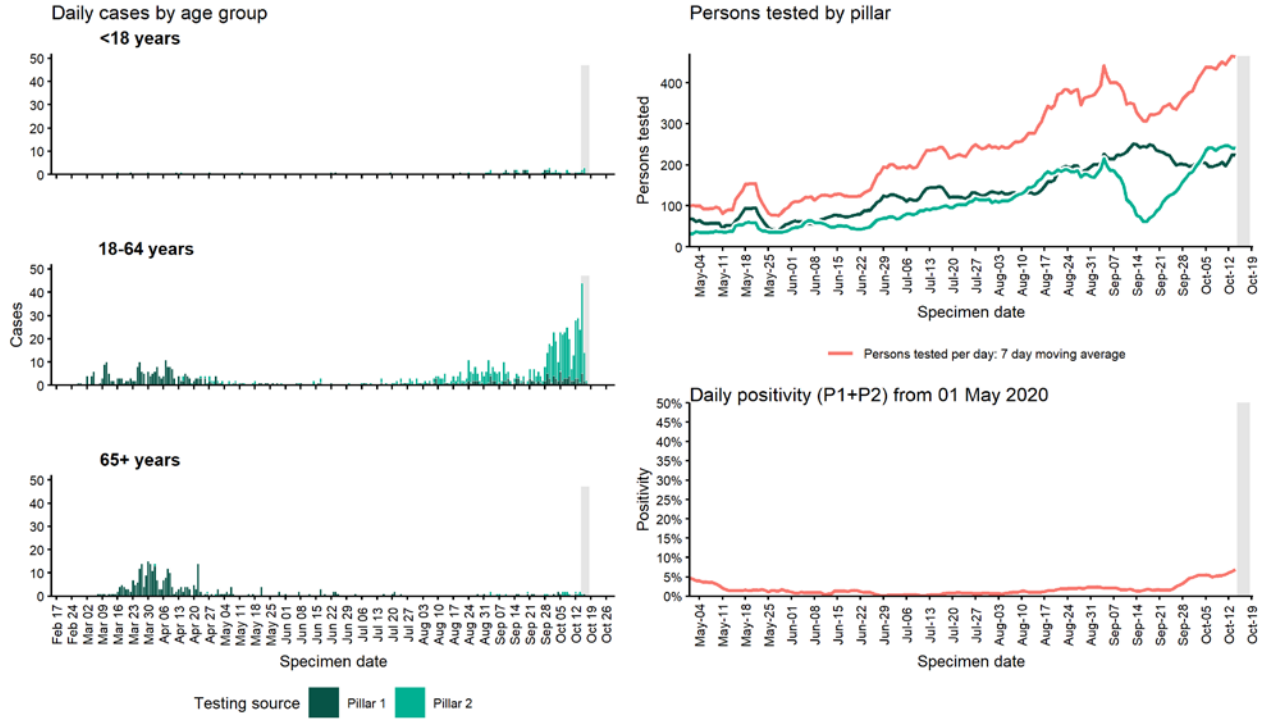 Daily cases by age group
<18 years
50
40
30
20
10
0
18-64 years
50
40
30
20
10
0
Cases
65+ years
50
40
30
20
10
0
Feb 17 Feb 24 Mar 02 Mar 09 Mar 16 Mar 23 Mar 30 Apr 06 Apr 13 Apr 20 Apr 27 May 04 May 11 May 18 May 25 Jun 01 Jun 08 Jun 15 Jun 22 Jun 29 Jul 06 Jul 13 Jul 20 Jul 27 Aug 03 Aug 10 Aug 17 Aug 24 Aug 31 Sep 07 Sep 14 Sep 21 Sep 28 Oct 05 Oct 12 Oct 19 Oct 26
Specimen date
Testing source Pillar 1 Pillar 2
Persons tested by pillar
Persons tested
400
300
200
100
0
May-04 May-11 May-18 May-25 Jun-01 Jun-08 Jun-15 Jun-22 Jun-29 Jul-06 Jul-13 Jul-20 Jul-27 Aug-03 Aug-10 Aug-17 Aug-24 Aug-31 Sep-07 Sep-14 Sep-21 Sep-28 Oct-05 Oct-12 Oct-19
Specimen date
Persons tested per day: 7 day moving average
Daily positivity (P1+P2) from 01 May 2020
Positivity
50%
45%
40%
35%
30%
25%
20%
15%
10%
5%
0%
May-04 May-11 May-18 May-25 Jun-01 Jun-08 Jun-15 Jun-22 Jun-29 Jul-06 Jul-13 Jul-20 Jul-27 Aug-03 Aug-10 Aug-17 Aug-24 Aug-31 Sep-07 Sep-14 Sep-21 Sep-28 Oct-05 Oct-12 Oct-19
Specimen date